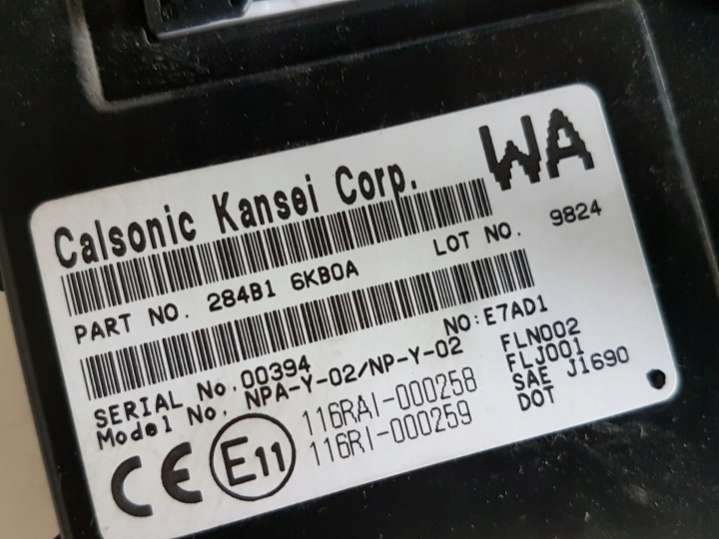 WA
Calsonic Kansei Corp.
PART NO. 284B1 6KB0A LOT NO. 9824
SERIAL No.00394 NO:E7AD1
Model No. NPA-Y-02/NP-Y-02
FLN002
FLJ001
SAE J1690
DOT
CE E11 116RAI-000258
116RI-000259